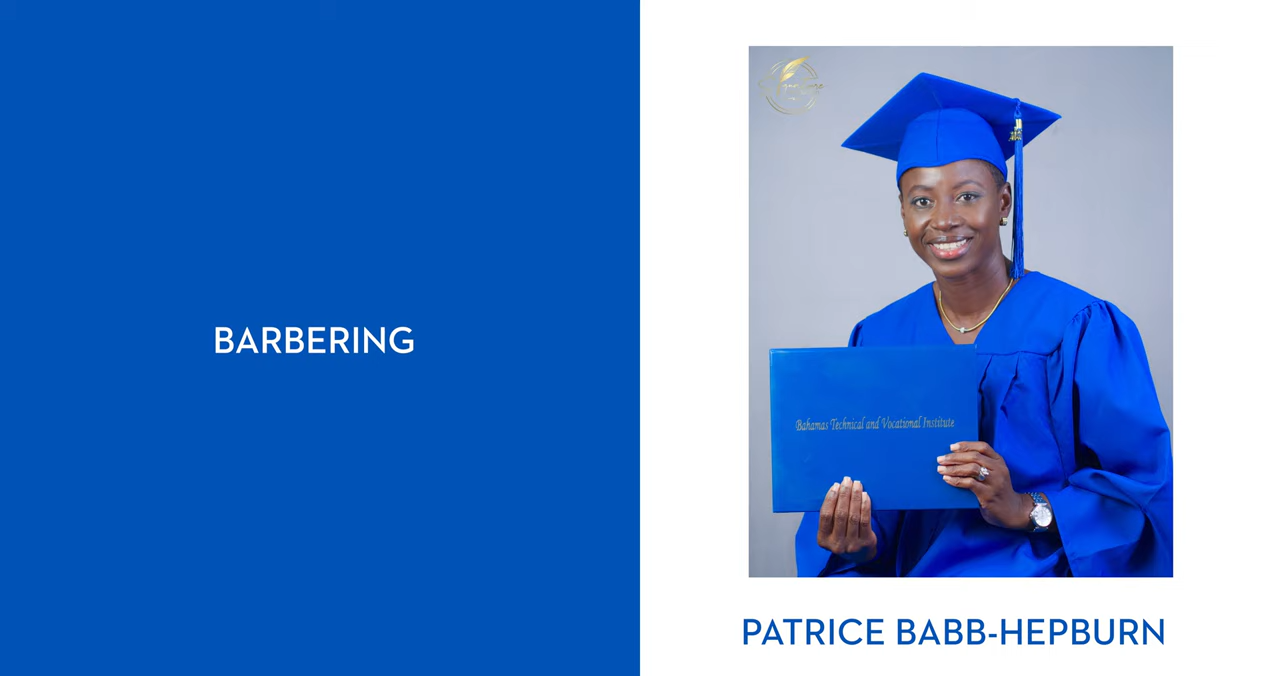 BARBERING
Bahamas Technical and Vocational Institute
PATRICE BABB-HEPBURN